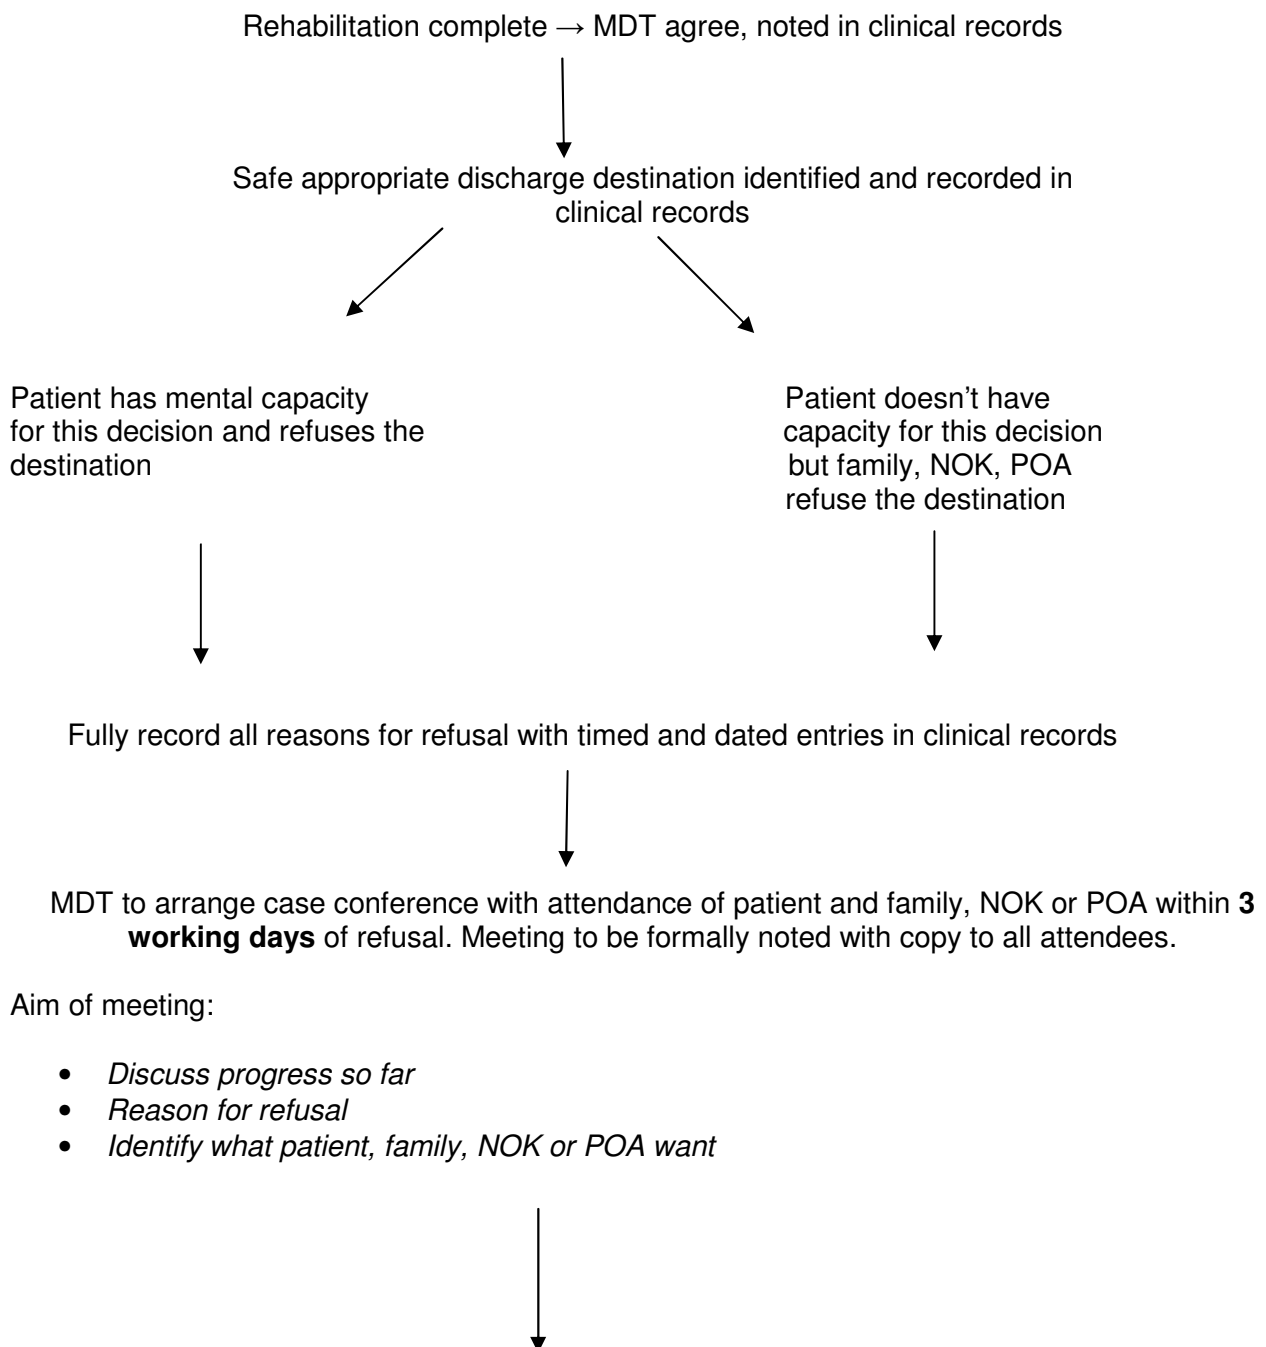 Rehabilitation complete → MDT agree, noted in clinical records
Safe appropriate discharge destination identified and recorded in
clinical records
Patient has mental capacity
for this decision and refuses the
destination
Patient doesn’t have
capacity for this decision
but family, NOK, POA
refuse the destination
Fully record all reasons for refusal with timed and dated entries in clinical records
MDT to arrange case conference with attendance of patient and family, NOK or POA within 3
working days of refusal. Meeting to be formally noted with copy to all attendees.
Aim of meeting:
• Discuss progress so far
• Reason for refusal
• Identify what patient, family, NOK or POA want